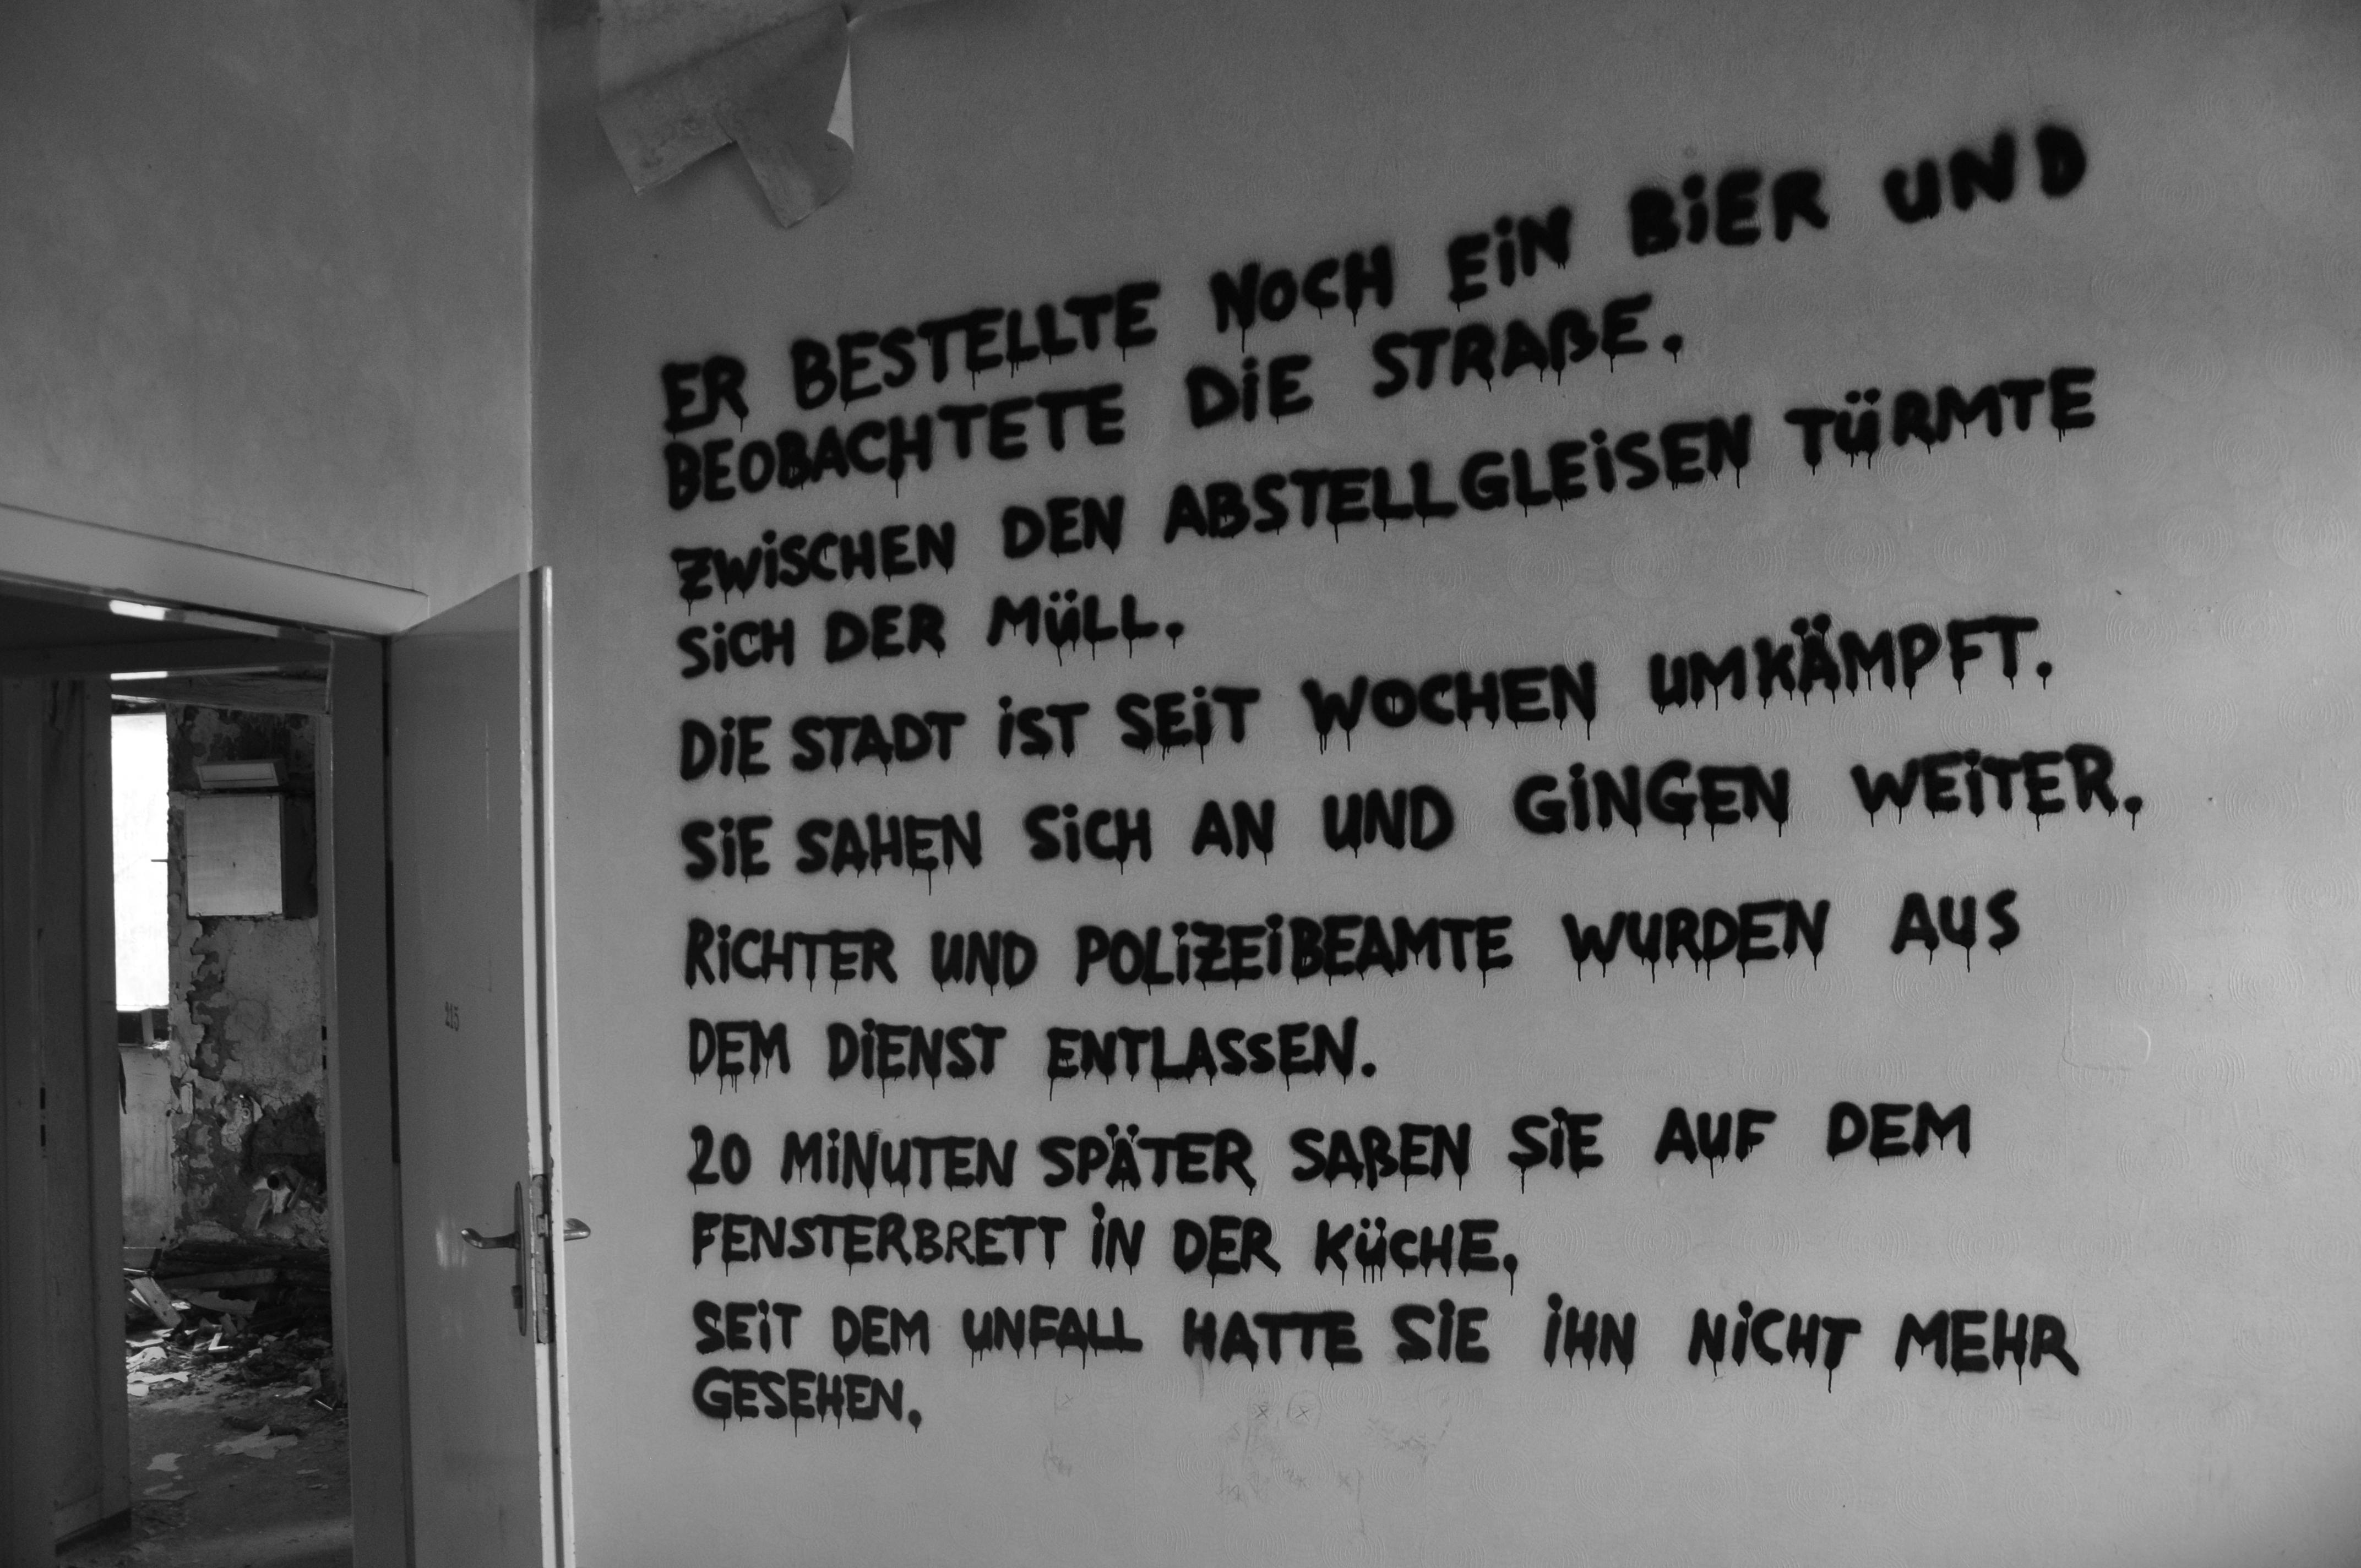 ER BESTELLTE NOCH EIN BIER UND
BEOBACHTETE DIE STRAßE.
ZWISCHEN DEN ABSTELLGLEISEN TÜRMTE
SICH DER MÜLL.
DIE STADT IST SEIT WOCHEN UMKÄMPFT.
SIE SAHEN SICH AN UND GINGEN WEITER.
RICHTER UND POLIZEIBEAMTE WURDEN AUS
DEM DIENST ENTLASSEN.
20 MINUTEN SPÄTER SAßEN SIE AUF DEM
FENSTERBRETT IN DER KÜCHE.
SEIT DEM UNFALL HATTE SIE IHN NICHT MEHR
GESEHEN.
215